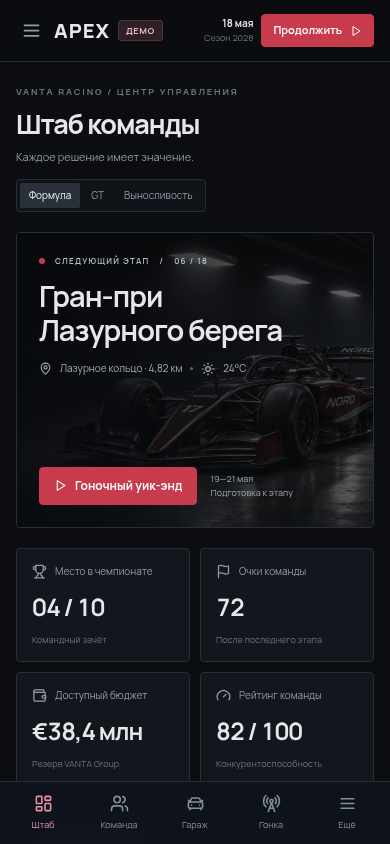 APEX
ДЕМО
18 мая
Сезон 2028
Продолжить
VANTA RACING / ЦЕНТР УПРАВЛЕНИЯ
Штаб команды
Каждое решение имеет значение.
Формула GT Выносливость
СЛЕДУЮЩИЙ ЭТАП / 06 / 18
Гран-при
Лазурного берега
Лазурное кольцо · 4,82 км • 24°C
NORD
17
Гоночный уик-энд
19—21 мая
Подготовка к этапу
Место в чемпионате
04 / 10
Командный зачёт
Очки команды
72
После последнего этапа
Доступный бюджет
€38,4 млн
Резерв VANTA Group
Рейтинг команды
82 / 100
Конкурентоспособность
Штаб Команда Гараж Гонка Ещё